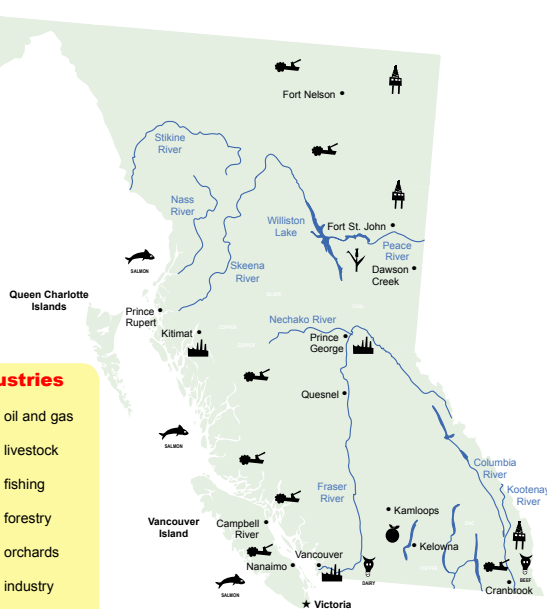 Fort Nelson
Stikine
River
Nass
River
Williston
Lake
Fort St. John
Peace
River
Dawson
Creek
SALMON
Skeena
River
Queen Charlotte
Islands
Prince
Rupert
Kitimat
Nechako River
Prince
George
Quesnel
ustries
oil and gas
livestock
fishing
forestry
orchards
industry
SALMON
Columbia
River
Kootenay
River
Fraser
River
Kamloops
Vancouver
Island
Campbell
River
Kelowna
Vancouver
Nanaimo
DAIRY
BEEF
Cranbrook
SALMON
Victoria